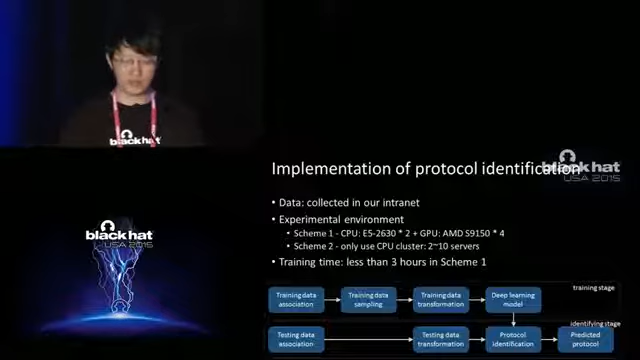 black hat
black hat
USA 2015
Implementation of protocol identification
black hat
USA 2015
• Data: collected in our intranet
• Experimental environment
• Scheme 1 - CPU: E5-2630 * 2 + GPU: AMD S9150 * 4
• Scheme 2 - only use CPU cluster: 2~10 servers
• Training time: less than 3 hours in Scheme 1
training stage
Training data association
Training data sampling
Training data transformation
Deep learning model
identifying stage
Testing data association
Testing data transformation
Protocol identification
Predicted protocol